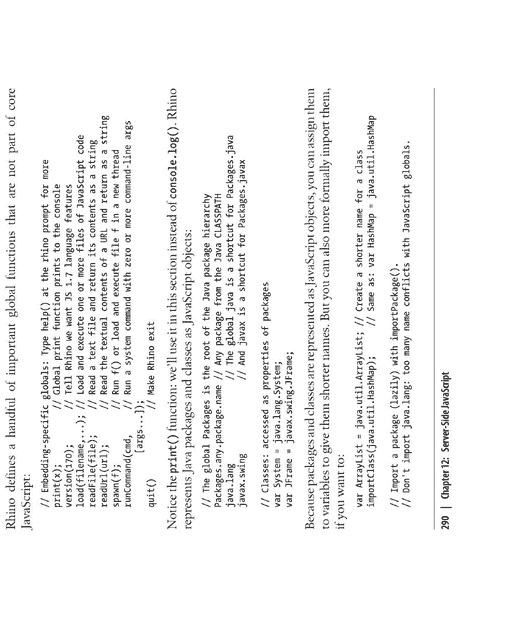 Rhino defines a handful of important global functions that are not part of core
JavaScript:
// Embedding-specific globals: Type help() at the rhino prompt for more
print(x); // Global print function prints to the console
version(170); // Tell Rhino we want JS 1.7 language features
load(filename,...); // Load and execute one or more files of JavaScript code
readFile(file); // Read a text file and return its contents as a string
readUrl(url); // Read the textual contents of a URL and return as a string
spawn(f); // Run f() or load and execute file f in a new thread
runCommand(cmd, // Run a system command with zero or more command-line args
[args...]);
quit() // Make Rhino exit
Notice the print() function: we'll use it in this section instead of console.log(). Rhino
represents Java packages and classes as JavaScript objects:
// The global Packages is the root of the Java package hierarchy
Packages.any.package.name // Any package from the Java CLASSPATH
java.lang // The global java is a shortcut for Packages.java
javax.swing // And javax is a shortcut for Packages.javax
// Classes: accessed as properties of packages
var System = java.lang.System;
var JFrame = javax.swing.JFrame;
Because packages and classes are represented as JavaScript objects, you can assign them
to variables to give them shorter names. But you can also more formally import them,
if you want to:
var ArrayList = java.util.ArrayList; // Create a shorter name for a class
importClass(java.util.HashMap); // Same as: var HashMap = java.util.HashMap
// Import a package (lazily) with importPackage().
// Don't import java.lang: too many name conflicts with JavaScript globals.
290 | Chapter 12: Server-Side JavaScript